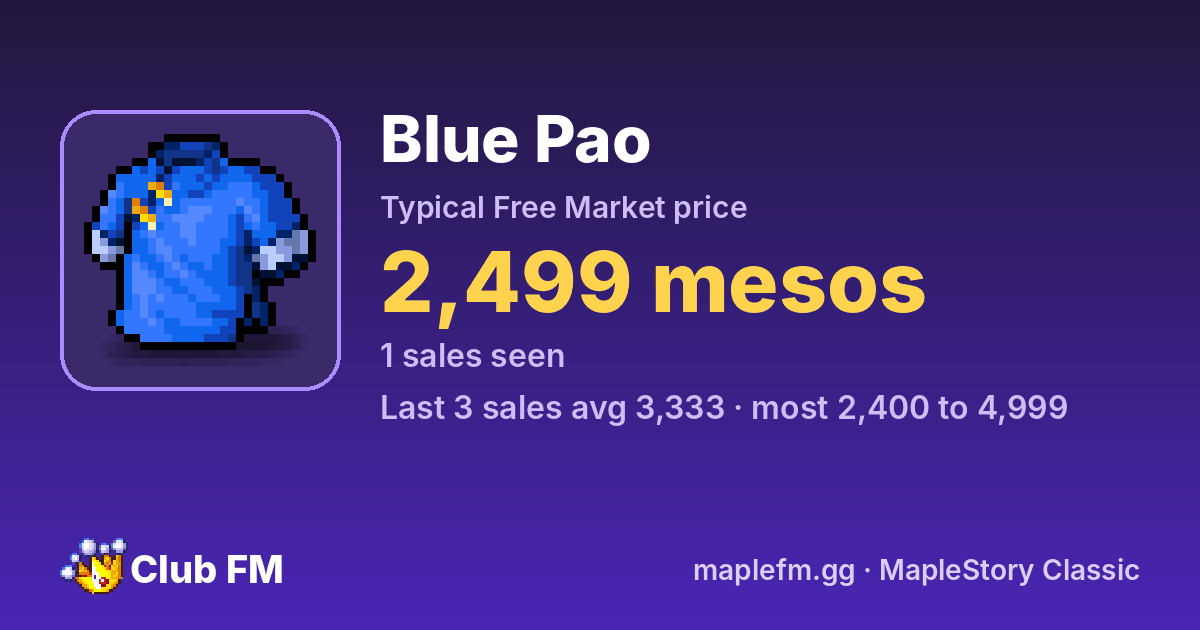 Blue Pao
Typical Free Market price
2,499 mesos
1 sales seen
Last 3 sales avg 3,333 · most 2,400 to 4,999
Club FM
maplefm.gg · MapleStory Classic